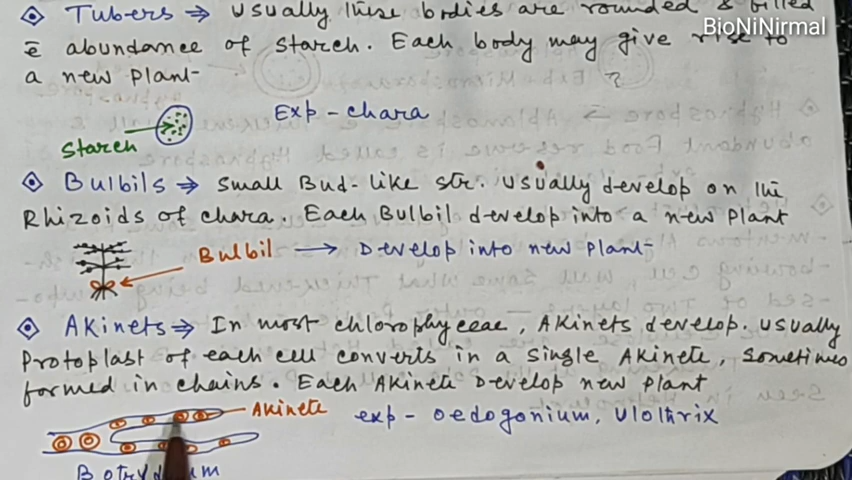 Tubers ⇒ Usually these bodies are rounded & filled
BioNiNirmal
c̄ abundance of starch. Each body may give rise to
a new plant
Exp - chara
Starch
Bulbils ⇒ Small Bud-like str. usually develop on the
Rhizoids of chara. Each Bulbil develop into a new plant
Bulbil → Develop into new plant
Akinets ⇒ In most chlorophyceae, Akinets develop. usually
Protoplast of each cell converts in a single Akinete, sometimes
formed in chains. Each Akinete Develop new plant
Akinete
exp - oedogonium, Ulothrix